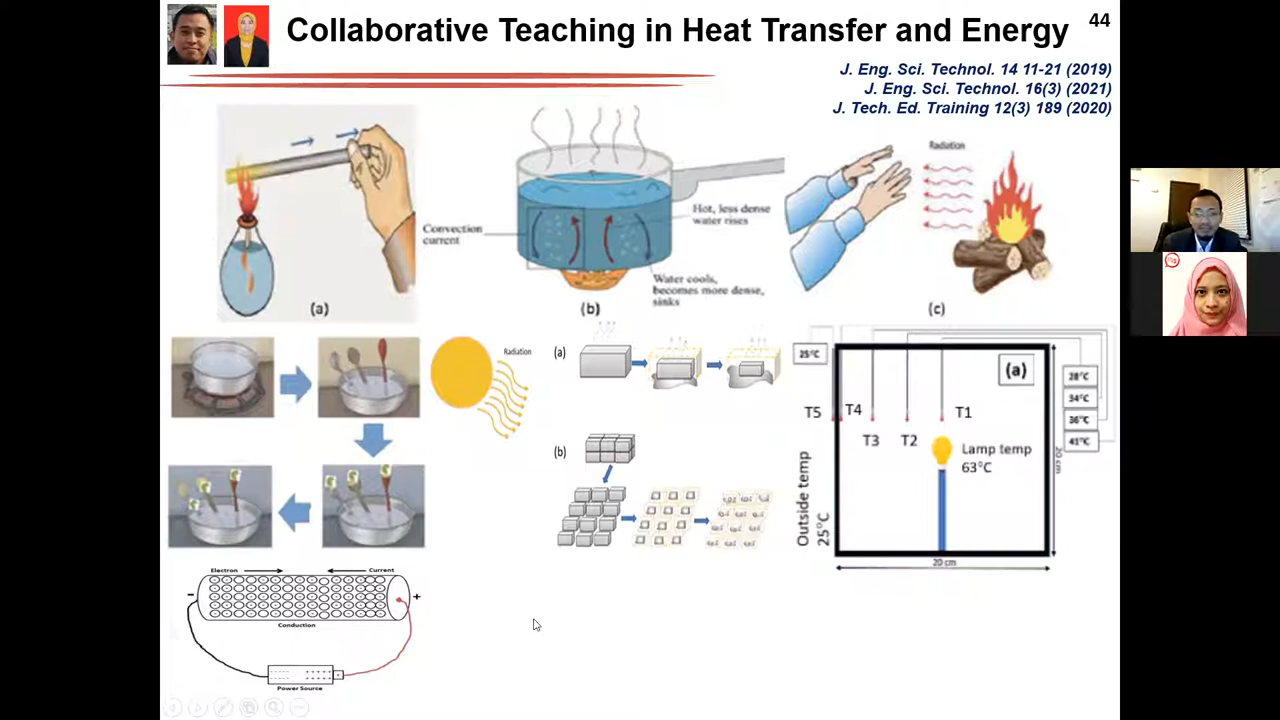 Collaborative Teaching in Heat Transfer and Energy
44
J. Eng. Sci. Technol. 14 11-21 (2019)
J. Eng. Sci. Technol. 16(3) (2021)
J. Tech. Ed. Training 12(3) 189 (2020)
(a)
Convection
current
Hot, less dense
water rises
Water cools,
becomes more dense,
sinks
(b)
Radiation
(c)
Radiation
(a)
(b)
25°C
(a)
28°C
34°C
36°C
41°C
T5
T4
T3
T2
T1
Lamp temp
63°C
Outside temp
25°C
20 cm
20 cm
Electron
Current
-
+
Conduction
Power Source